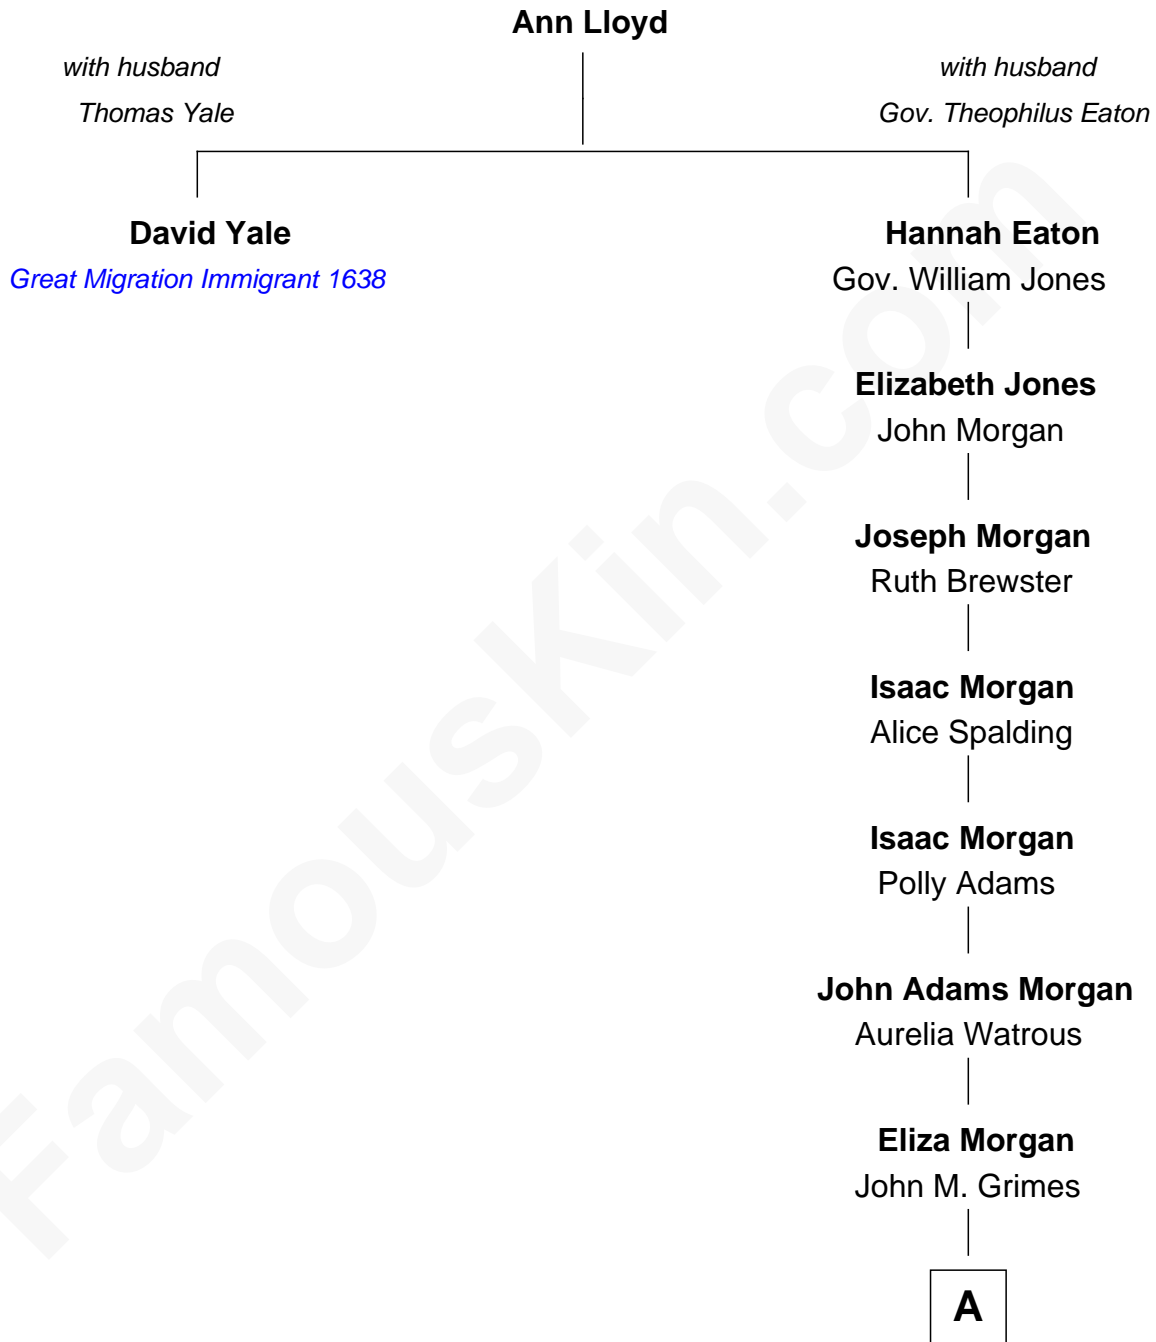 Ann Lloyd
with husband
Thomas Yale
with husband
Gov. Theophilus Eaton
David Yale
Great Migration Immigrant 1638
Hannah Eaton
Gov. William Jones
Elizabeth Jones
John Morgan
Joseph Morgan
Ruth Brewster
Isaac Morgan
Alice Spalding
Isaac Morgan
Polly Adams
John Adams Morgan
Aurelia Watrous
Eliza Morgan
John M. Grimes
A
FamousKin.com